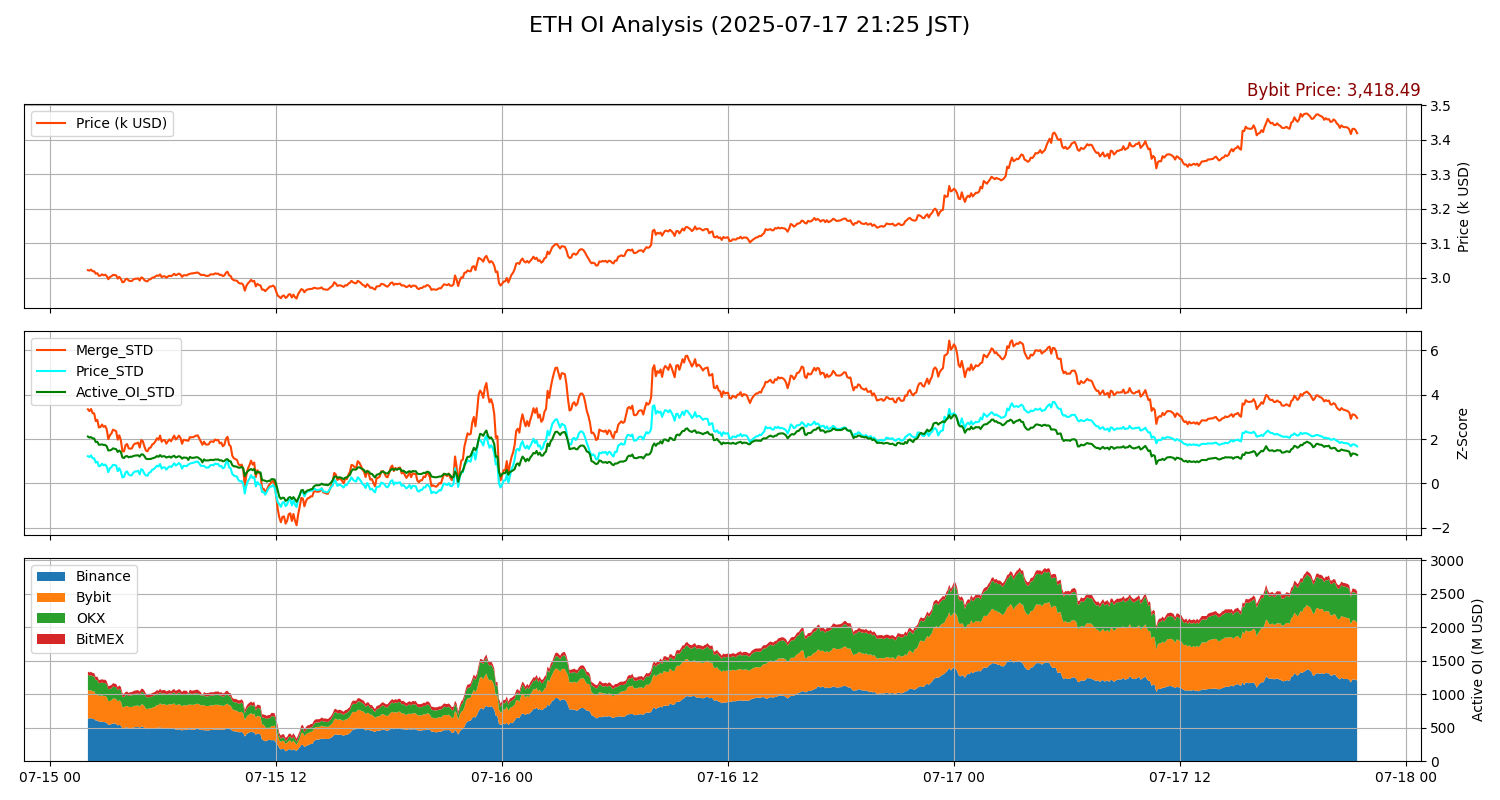 ETH OI Analysis (2025-07-17 21:25 JST)
Bybit Price: 3,418.49
Price (k USD)
3.5
3.4
3.3
3.2
3.1
3.0
Price (k USD)
Merge_STD
Price_STD
Active_OI_STD
6
4
2
0
−2
Z-Score
Binance
Bybit
OKX
BitMEX
3000
2500
2000
1500
1000
500
0
Active OI (M USD)
07-15 00
07-15 12
07-16 00
07-16 12
07-17 00
07-17 12
07-18 00